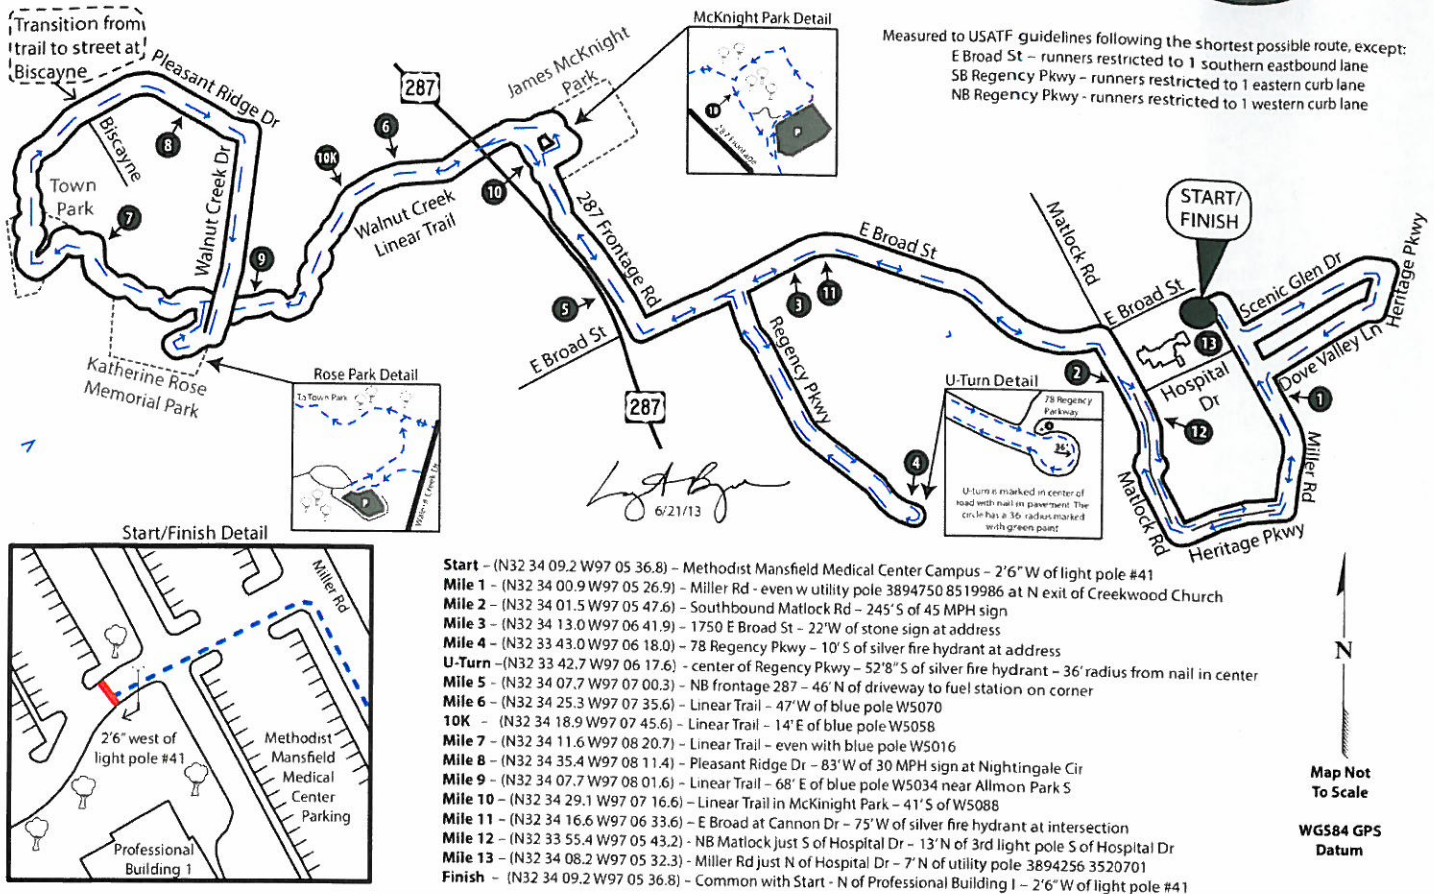 Transition from
trail to street at
Biscayne
Pleasant Ridge Dr
Biscayne
8
Town
Park
7
Walnut Creek Dr
9
Katherine Rose
Memorial Park
10K
6
Walnut Creek
Linear Trail
287
James McKnight
Park
10
McKnight Park Detail
10
287 Frontage
287 Frontage Rd
5
E Broad St
287
Measured to USATF guidelines following the shortest possible route, except:
E Broad St – runners restricted to 1 southern eastbound lane
SB Regency Pkwy - runners restricted to 1 eastern curb lane
NB Regency Pkwy - runners restricted to 1 western curb lane
E Broad St
3
11
Regency Pkwy
4
Matlock Rd
START/
FINISH
E Broad St
Scenic Glen Dr
Heritage Pkwy
Dove Valley Ln
13
Hospital
Dr
2
12
1
Miller Rd
Matlock Rd
Heritage Pkwy
Rose Park Detail
To Town Park
Walnut Creek Dr
U-Turn Detail
78 Regency
Parkway
4
36'
U-turn is marked in center of
road with nail in pavement The
circle has a 36' radius marked
with green paint
6/21/13
Start/Finish Detail
Miller Rd
2'6" west of
light pole #41
Methodist
Mansfield
Medical
Center
Parking
Professional
Building 1
Start – (N32 34 09.2 W97 05 36.8) – Methodist Mansfield Medical Center Campus – 2'6" W of light pole #41
Mile 1 – (N32 34 00.9 W97 05 26.9) – Miller Rd - even w utility pole 3894750 8519986 at N exit of Creekwood Church
Mile 2 – (N32 34 01.5 W97 05 47.6) – Southbound Matlock Rd – 245' S of 45 MPH sign
Mile 3 – (N32 34 13.0 W97 06 41.9) – 1750 E Broad St – 22'W of stone sign at address
Mile 4 – (N32 33 43.0 W97 06 18.0) – 78 Regency Pkwy – 10' S of silver fire hydrant at address
U-Turn –(N32 33 42.7 W97 06 17.6) - center of Regency Pkwy – 52'8" S of silver fire hydrant – 36' radius from nail in center
Mile 5 – (N32 34 07.7 W97 07 00.3) – NB frontage 287 – 46' N of driveway to fuel station on corner
Mile 6 – (N32 34 25.3 W97 07 35.6) – Linear Trail – 47' W of blue pole W5070
10K – (N32 34 18.9 W97 07 45.6) – Linear Trail – 14' E of blue pole W5058
Mile 7 – (N32 34 11.6 W97 08 20.7) – Linear Trail – even with blue pole W5016
Mile 8 – (N32 34 35.4 W97 08 11.4) – Pleasant Ridge Dr – 83' W of 30 MPH sign at Nightingale Cir
Mile 9 – (N32 34 07.7 W97 08 01.6) – Linear Trail – 68' E of blue pole W5034 near Allmon Park S
Mile 10 – (N32 34 29.1 W97 07 16.6) – Linear Trail in McKnight Park – 41' S of W5088
Mile 11 – (N32 34 16.6 W97 06 33.6) – E Broad at Cannon Dr – 75' W of silver fire hydrant at intersection
Mile 12 – (N32 33 55.4 W97 05 43.2) - NB Matlock just S of Hospital Dr – 13' N of 3rd light pole S of Hospital Dr
Mile 13 – (N32 34 08.2 W97 05 32.3) – Miller Rd just N of Hospital Dr – 7' N of utility pole 3894256 3520701
Finish – (N32 34 09.2 W97 05 36.8) – Common with Start - N of Professional Building I – 2'6" W of light pole #41
N
Map Not
To Scale
WGS84 GPS
Datum